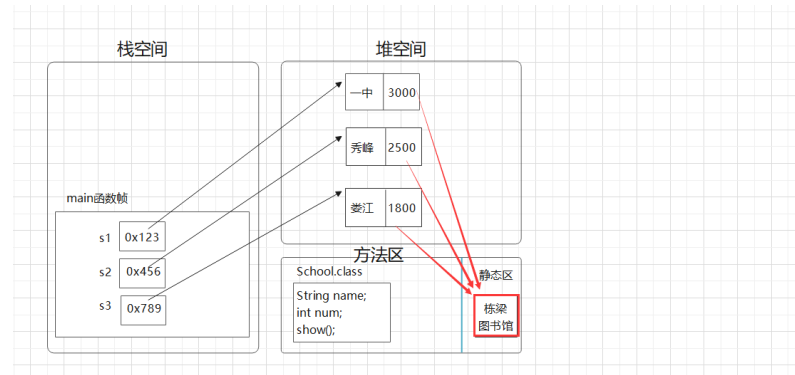 栈空间
堆空间
一中 3000
秀峰 2500
娄江 1800
main函数帧
s1 0x123
s2 0x456
s3 0x789
方法区
School.class
String name;
int num;
show();
静态区
栋梁
图书馆